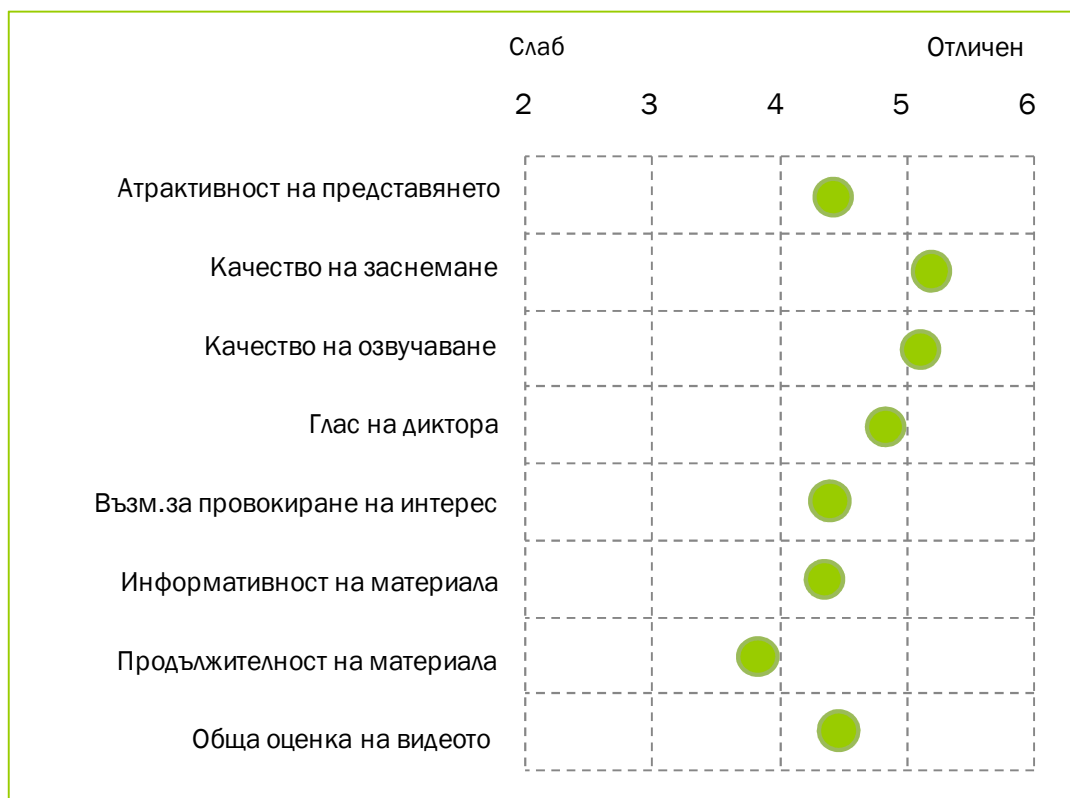 Слаб Отличен
2 3 4 5 6
Атрактивност на представянето
Качество на заснемане
Качество на озвучаване
Глас на диктора
Възм.за провокиране на интерес
Информативност на материала
Продължителност на материала
Обща оценка на видеото